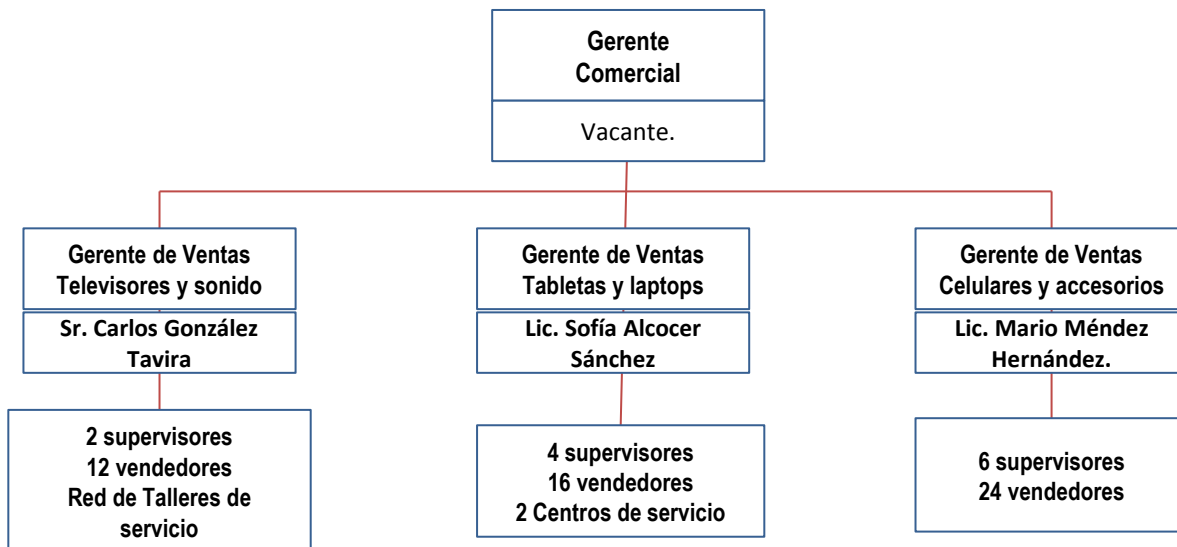 Gerente
Comercial
Vacante.
Gerente de Ventas
Televisores y sonido
Sr. Carlos González
Tavira
2 supervisores
12 vendedores
Red de Talleres de
servicio
Gerente de Ventas
Tabletas y laptops
Lic. Sofía Alcocer
Sánchez
4 supervisores
16 vendedores
2 Centros de servicio
Gerente de Ventas
Celulares y accesorios
Lic. Mario Méndez
Hernández.
6 supervisores
24 vendedores